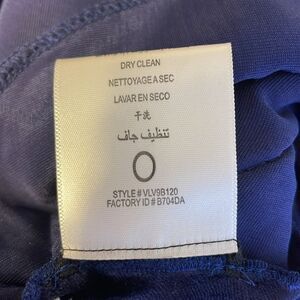 DRY CLEAN
NETTOYAGE A SEC
LAVAR EN SECO
干洗
تنظيف جاف
STYLE # VLV9B120
FACTORY ID # B704DA